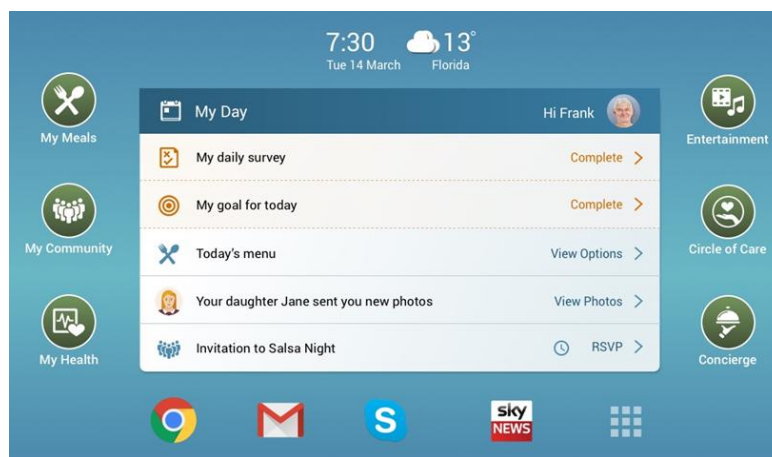 7:30 13°
Tue 14 March Florida
My Meals
My Community
My Health
My Day Hi Frank
My daily survey Complete
My goal for today Complete
Today's menu View Options
Your daughter Jane sent you new photos View Photos
Invitation to Salsa Night RSVP
Entertainment
Circle of Care
Concierge
S
sky
NEWS